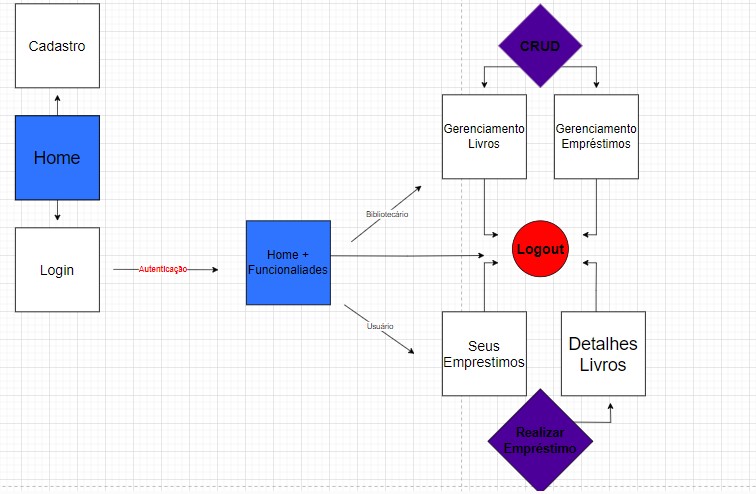 Cadastro
Home
Login
Autenticação
Home +
Funcionaliades
Bibliotecário
Usuário
CRUD
Gerenciamento
Livros
Gerenciamento
Empréstimos
Logout
Seus
Emprestimos
Detalhes
Livros
Realizar
Empréstimo